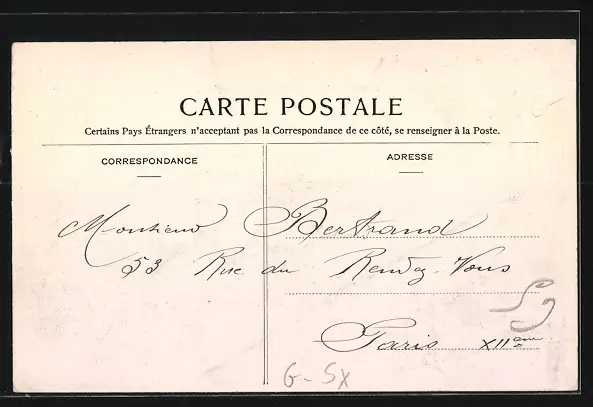 CARTE POSTALE
Certains Pays Étrangers n'acceptant pas la Correspondance de ce côté, se renseigner à la Poste.
CORRESPONDANCE
ADRESSE
Monsieur Bertrand
53 Rue du Rendez-Vous
Paris XIIème
G-5X